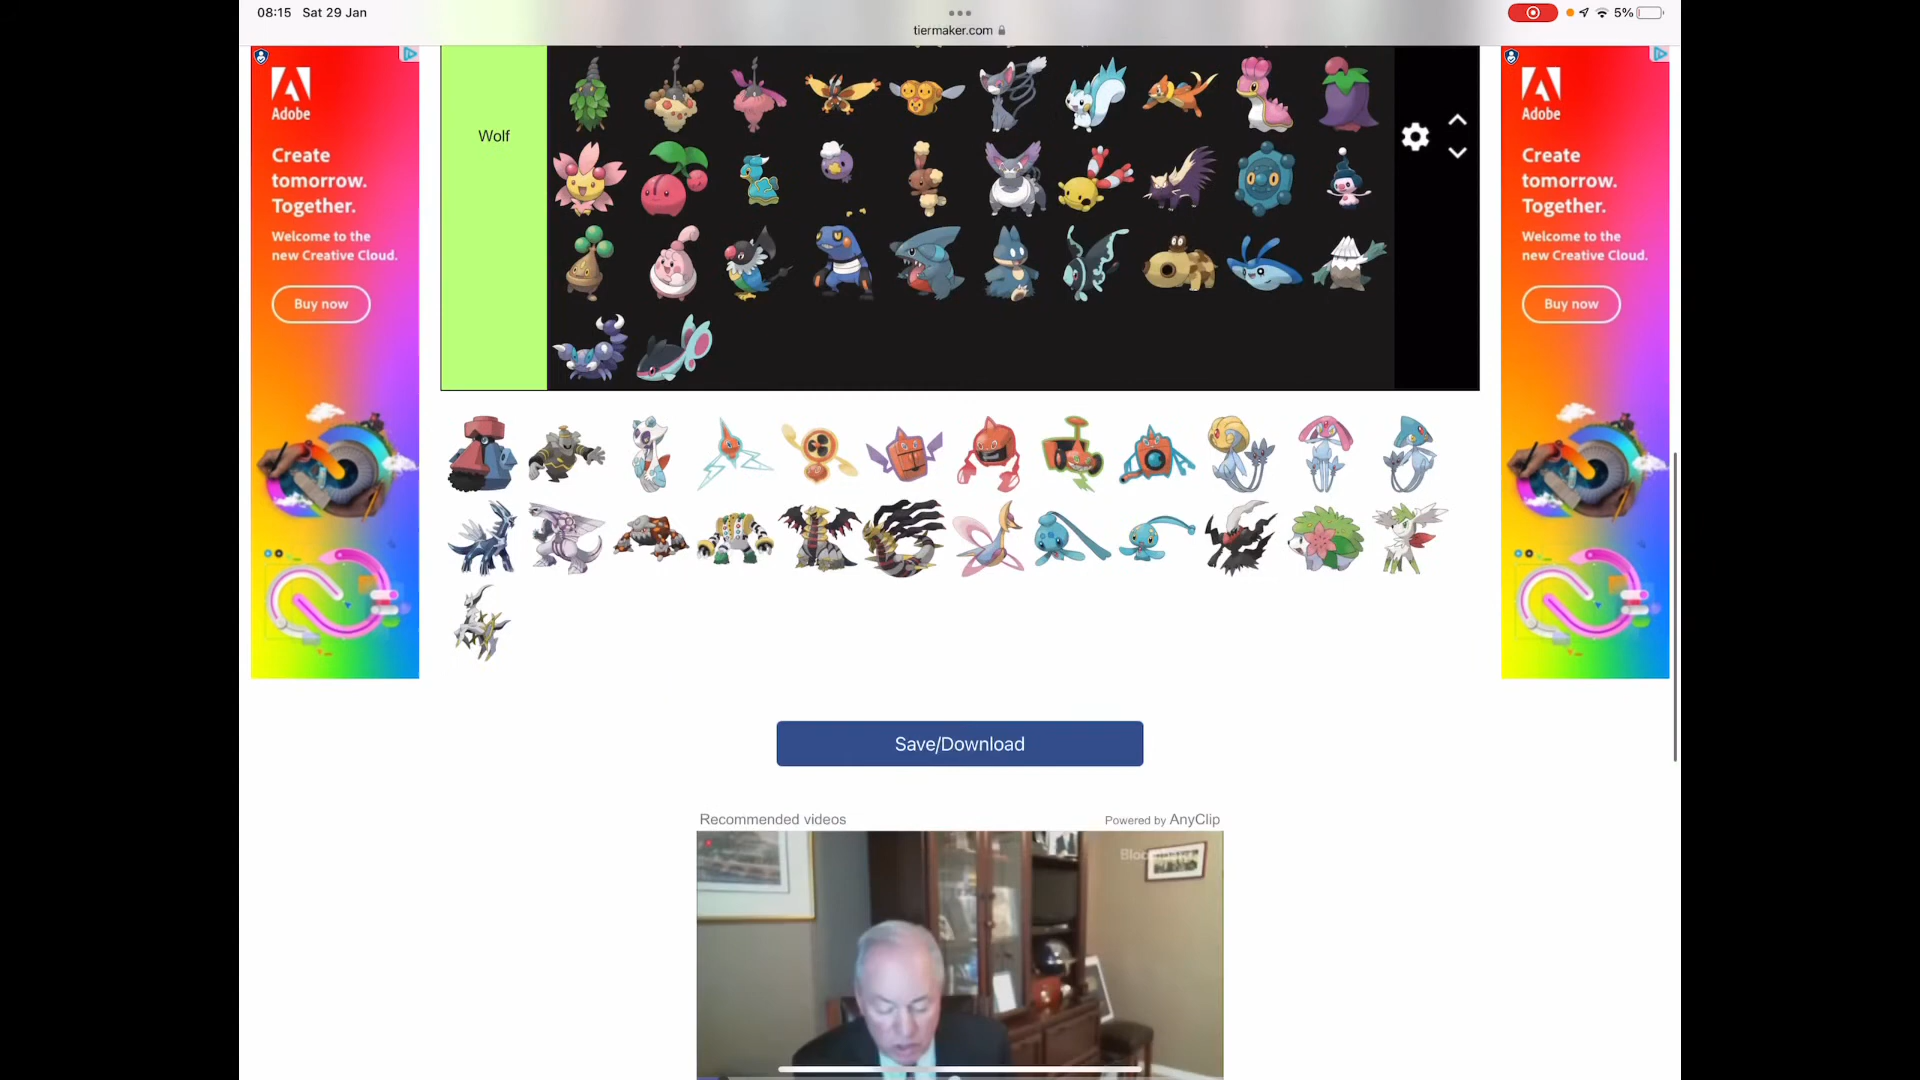 08:15 Sat 29 Jan
tiermaker.com
5%
Adobe
Create
tomorrow.
Together.
Welcome to the
new Creative Cloud.
Buy now
Wolf
Adobe
Create
tomorrow.
Together.
Welcome to the
new Creative Cloud.
Buy now
Save/Download
Recommended videos
Powered by AnyClip